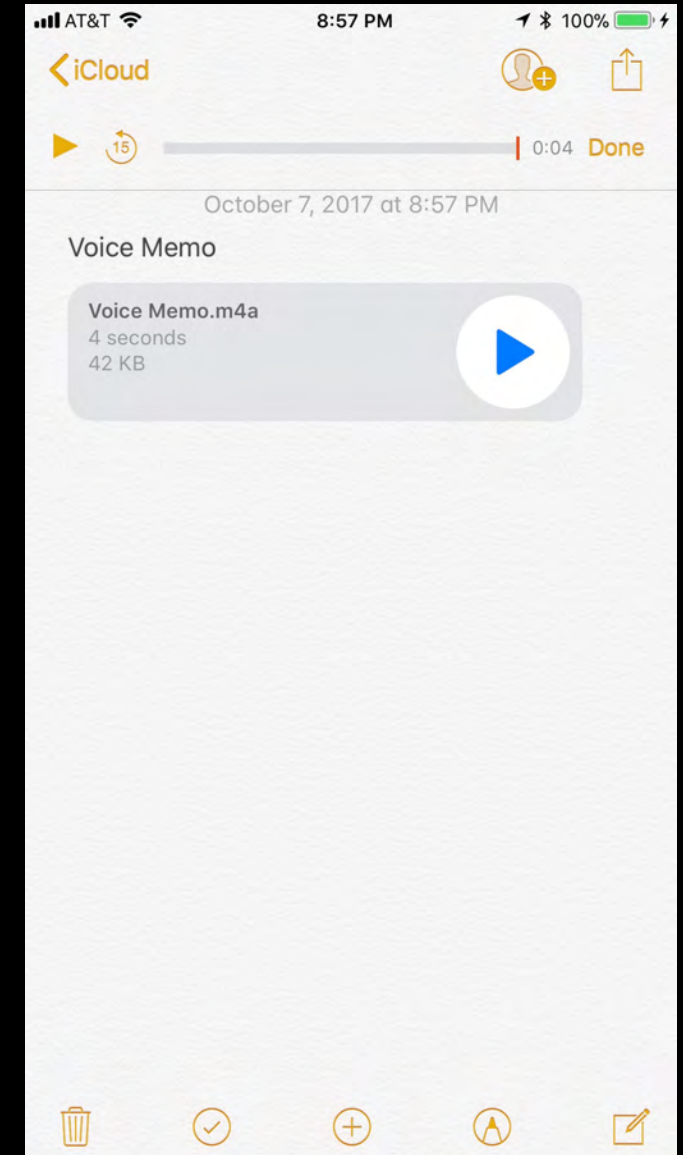 AT&T 8:57 PM 100%
iCloud
15 0:04 Done
October 7, 2017 at 8:57 PM
Voice Memo
Voice Memo.m4a
4 seconds
42 KB